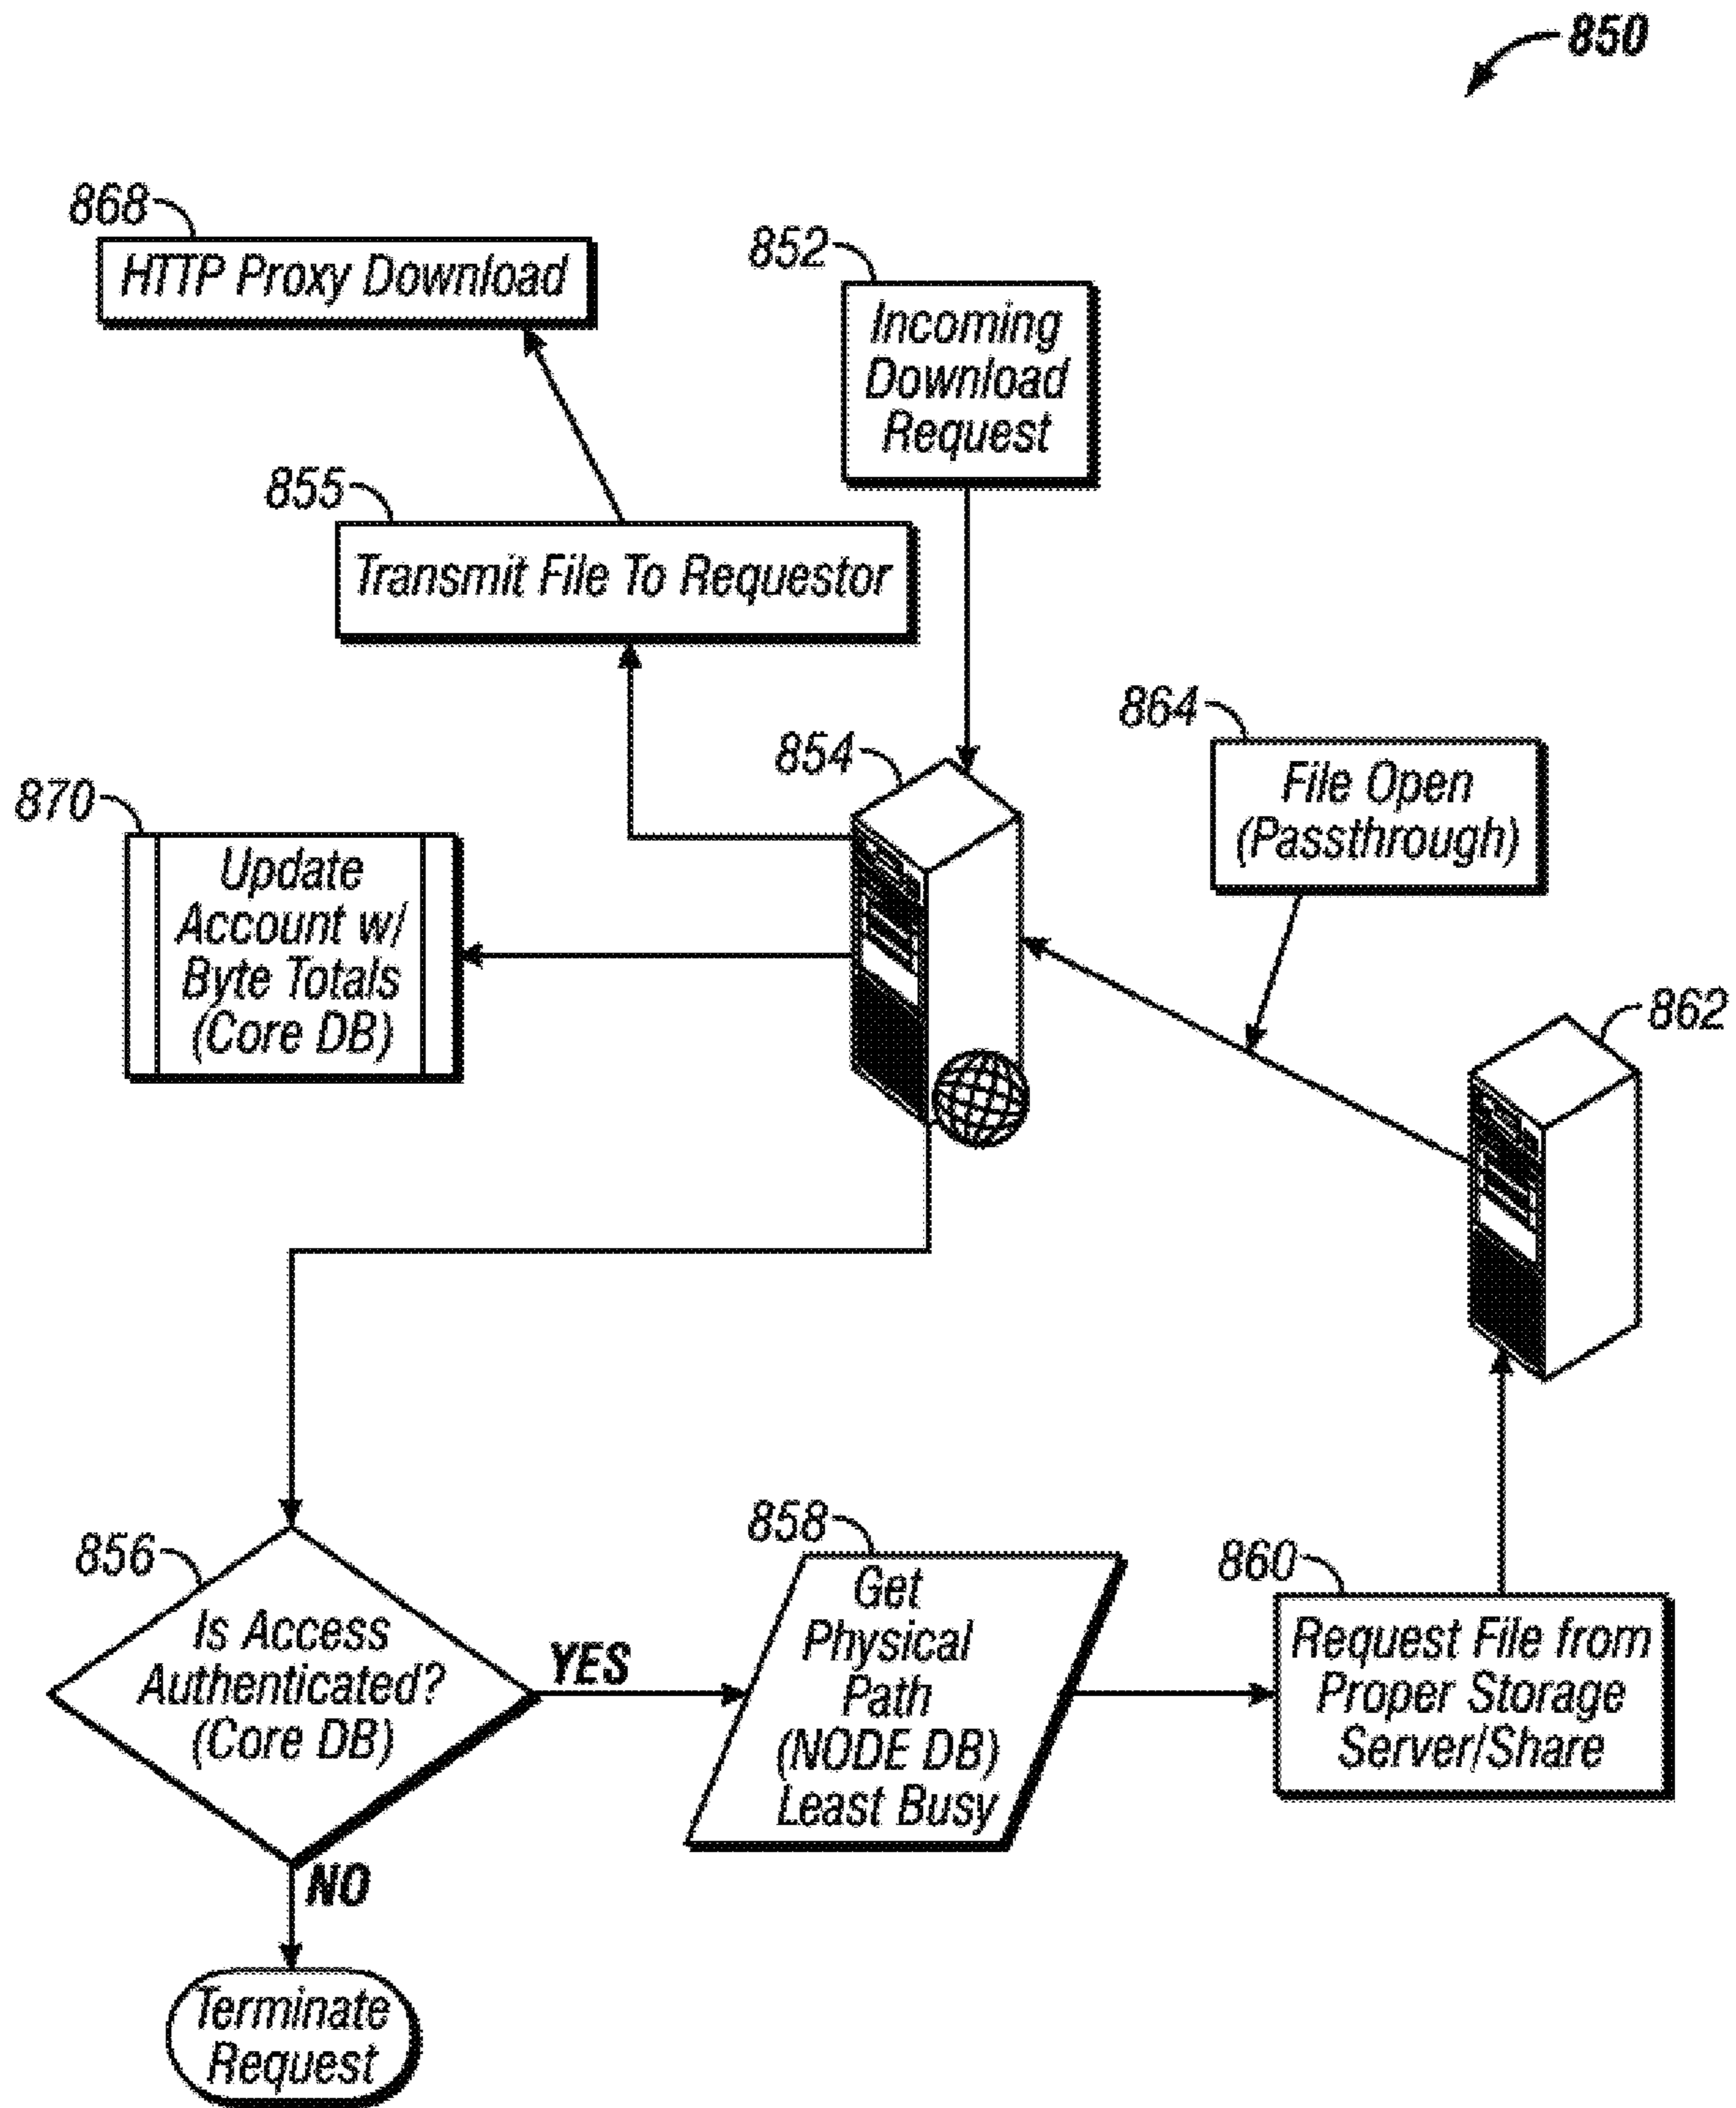 850
868
HTTP Proxy Download
852
Incoming
Download
Request
855
Transmit File To Requestor
864
File Open
(Passthrough)
854
870
Update
Account w/
Byte Totals
(Core DB)
862
856
Is Access
Authenticated?
(Core DB)
YES
858
Get
Physical
Path
(NODE DB)
Least Busy
860
Request File from
Proper Storage
Server/Share
NO
Terminate
Request